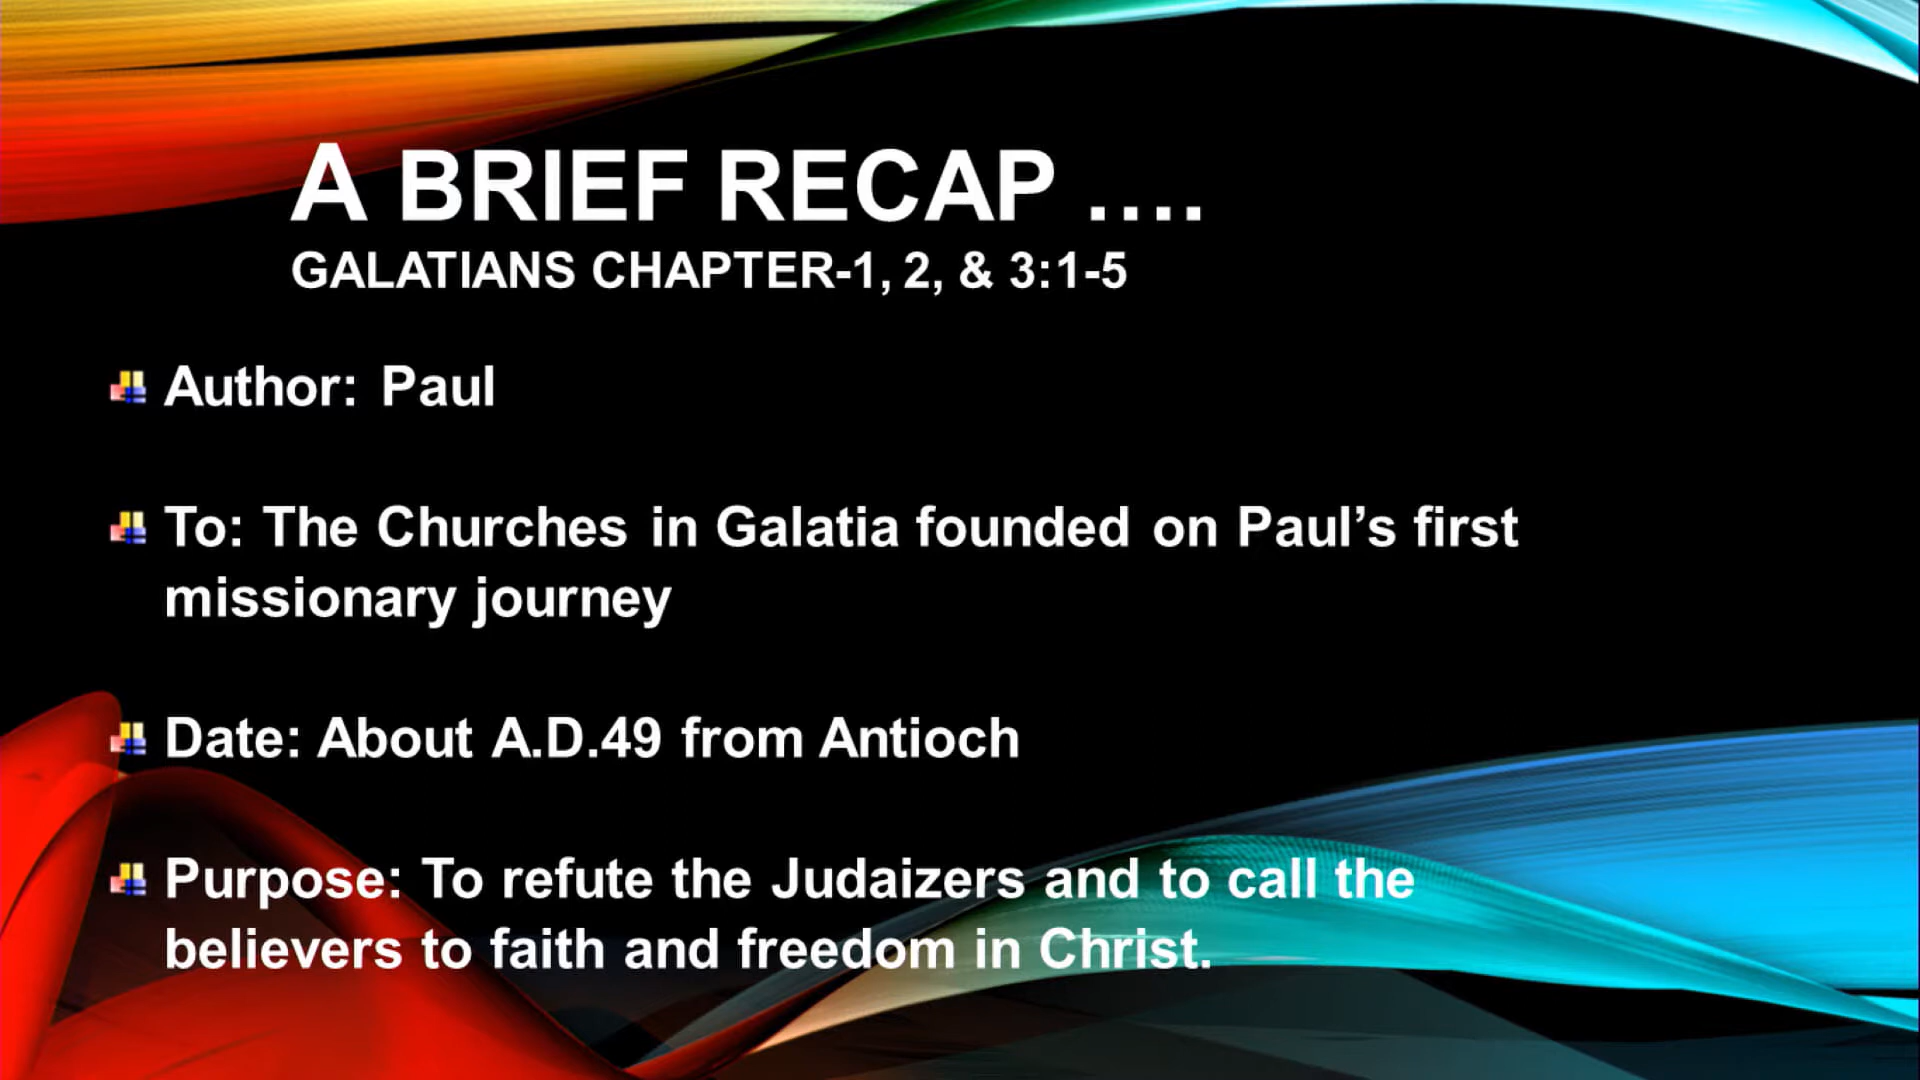 A BRIEF RECAP ....
GALATIANS CHAPTER-1, 2, & 3:1-5
Author: Paul
To: The Churches in Galatia founded on Paul’s first
missionary journey
Date: About A.D.49 from Antioch
Purpose: To refute the Judaizers and to call the
believers to faith and freedom in Christ.